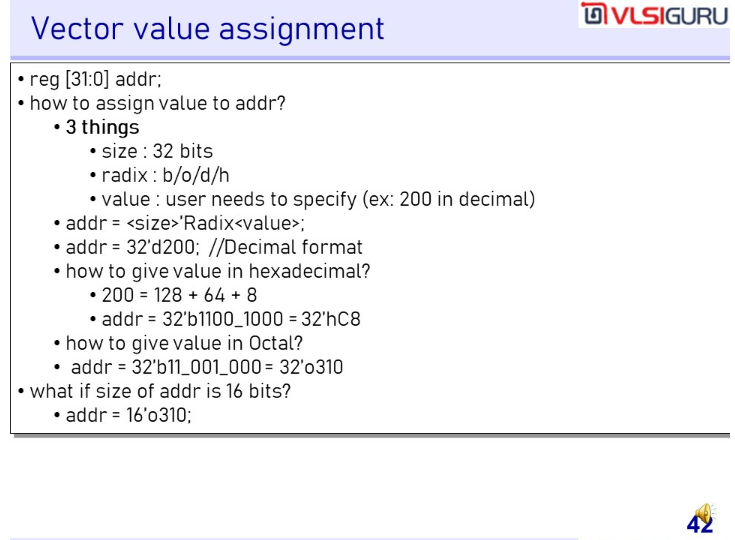 Vector value assignment
VLSIGURU
• reg [31:0] addr;
• how to assign value to addr?
• 3 things
• size : 32 bits
• radix : b/o/d/h
• value : user needs to specify (ex: 200 in decimal)
• addr = <size>'Radix<value>;
• addr = 32'd200; //Decimal format
• how to give value in hexadecimal?
• 200 = 128 + 64 + 8
• addr = 32'b1100_1000 = 32'hC8
• how to give value in Octal?
• addr = 32'b11_001_000 = 32'o310
• what if size of addr is 16 bits?
• addr = 16'o310;
42